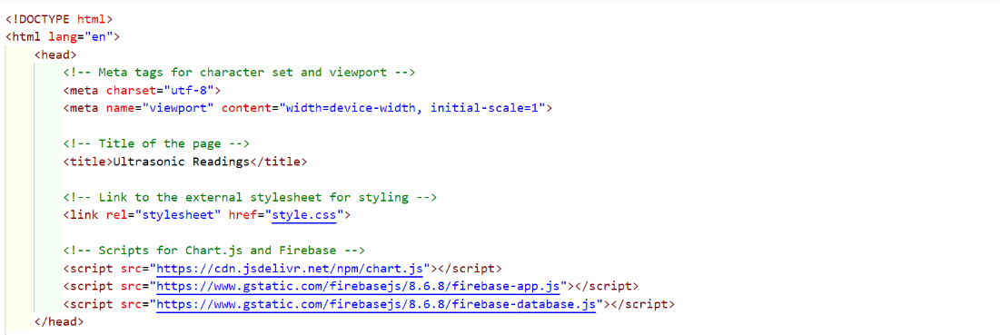 <!DOCTYPE html>
<html lang="en">
<head>
<!-- Meta tags for character set and viewport -->
<meta charset="utf-8">
<meta name="viewport" content="width=device-width, initial-scale=1">
<!-- Title of the page -->
<title>Ultrasonic Readings</title>
<!-- Link to the external stylesheet for styling -->
<link rel="stylesheet" href="style.css">
<!-- Scripts for Chart.js and Firebase -->
<script src="https://cdn.jsdelivr.net/npm/chart.js"></script>
<script src="https://www.gstatic.com/firebasejs/8.6.8/firebase-app.js"></script>
<script src="https://www.gstatic.com/firebasejs/8.6.8/firebase-database.js"></script>
</head>